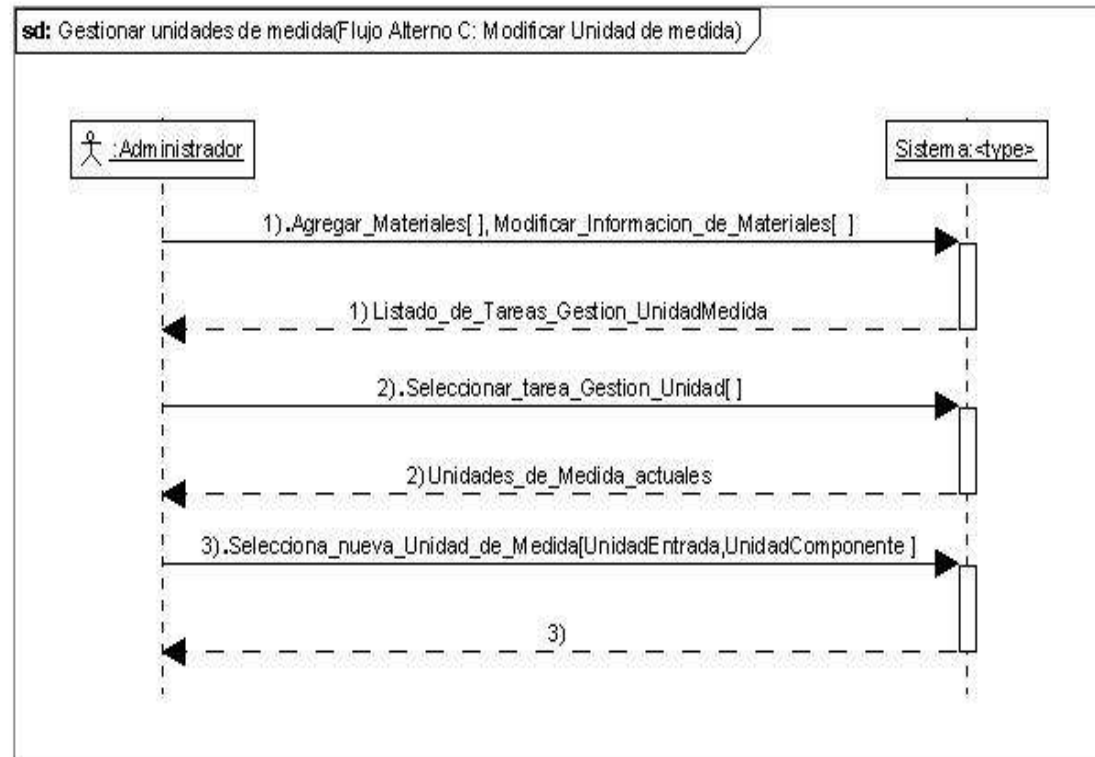 sd: Gestionar unidades de medida(Flujo Alterno C: Modificar Unidad de medida)
:Administrador
Sistema:<type>
1).Agregar_Materiales[ ], Modificar_Informacion_de_Materiales[ ]
1) Listado_de_Tareas_Gestion_UnidadMedida
2).Seleccionar_tarea_Gestion_Unidad[ ]
2) Unidades_de_Medida_actuales
3).Selecciona_nueva_Unidad_de_Medida[UnidadEntrada,UnidadComponente ]
3)